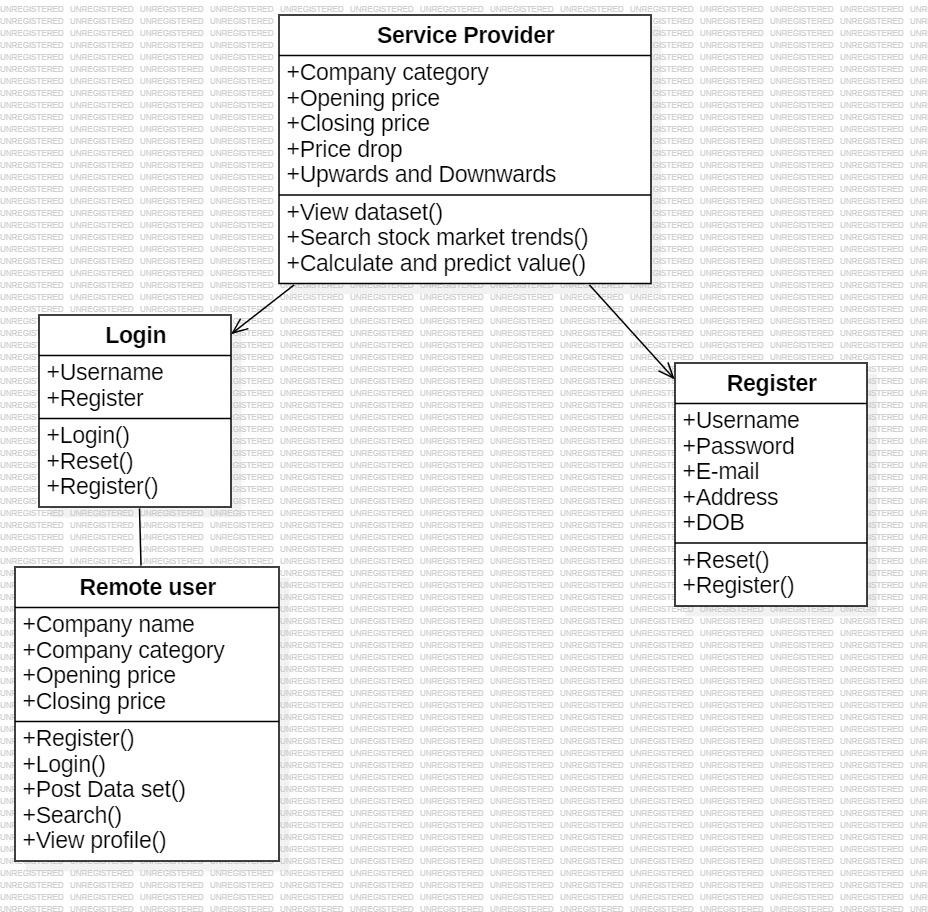 Service Provider
+Company category
+Opening price
+Closing price
+Price drop
+Upwards and Downwards
+View dataset()
+Search stock market trends()
+Calculate and predict value()
Login
+Username
+Register
+Login()
+Reset()
+Register()
Register
+Username
+Password
+E-mail
+Address
+DOB
+Reset()
+Register()
Remote user
+Company name
+Company category
+Opening price
+Closing price
+Register()
+Login()
+Post Data set()
+Search()
+View profile()
UNREGISTERED